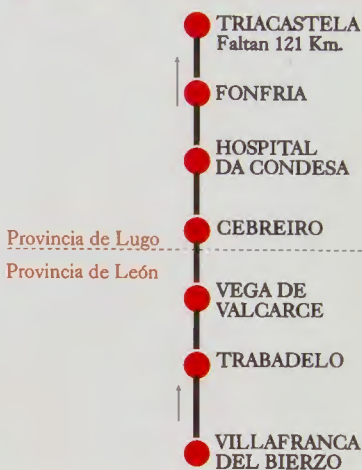 TRIACASTELA
Faltan 121 Km.
FONFRIA
HOSPITAL
DA CONDESA
CEBREIRO
Provincia de Lugo
Provincia de León
VEGA DE
VALCARCE
TRABADELO
VILLAFRANCA
DEL BIERZO